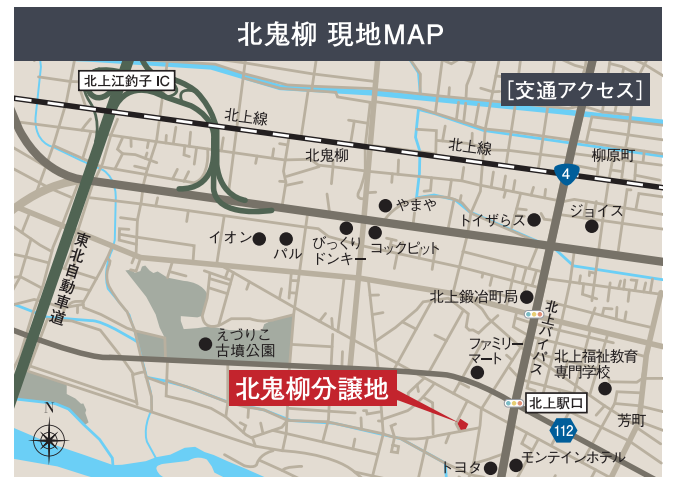 北鬼柳 現地MAP
北上江釣子 IC
[交通アクセス]
北上線
北鬼柳
北上線
柳原町
4
やまや
トイザらス
ジョイス
イオン
パル
びっくり
ドンキー
コックピット
東北自動車道
北上鍛冶町局
北上バイパス
えづりこ
古墳公園
ファミリー
マート
北上福祉教育
専門学校
北鬼柳分譲地
北上駅口
芳町
112
N
トヨタ
モンテインホテル